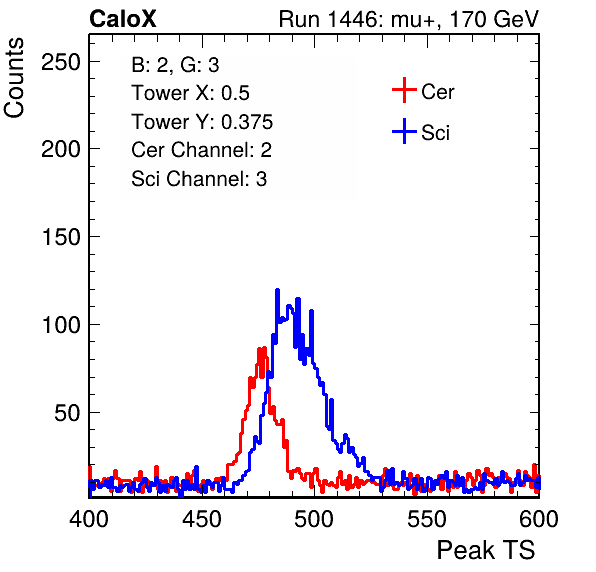 CaloX Run 1446: mu+, 170 GeV
Counts
B: 2, G: 3
Tower X: 0.5
Tower Y: 0.375
Cer Channel: 2
Sci Channel: 3
Cer
Sci
250
200
150
100
50
400 450 500 550 600
Peak TS